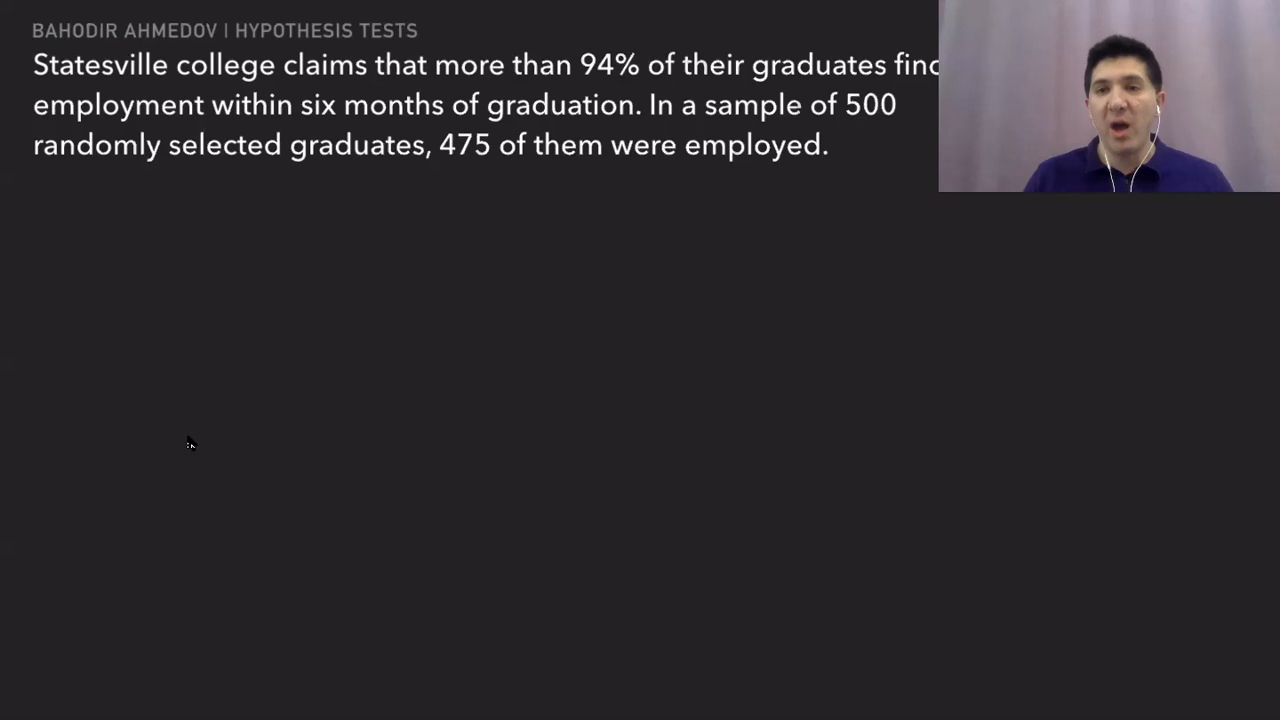 BAHODIR AHMEDOV | HYPOTHESIS TESTS
Statesville college claims that more than 94% of their graduates
employment within six months of graduation. In a sample of 500
randomly selected graduates, 475 of them were employed.